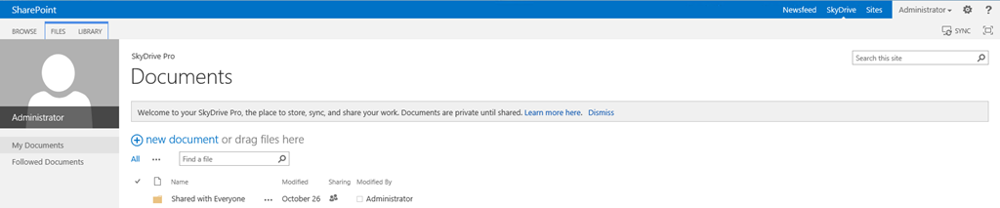 SharePoint Newsfeed SkyDrive Sites Administrator ?
BROWSE FILES LIBRARY SYNC
SkyDrive Pro
Documents
Search this site
Administrator
Welcome to your SkyDrive Pro, the place to store, sync, and share your work. Documents are private until shared. Learn more here. Dismiss
new document or drag files here
My Documents
Followed Documents
All ... Find a file
Name Modified Sharing Modified By
Shared with Everyone ... October 26 Administrator